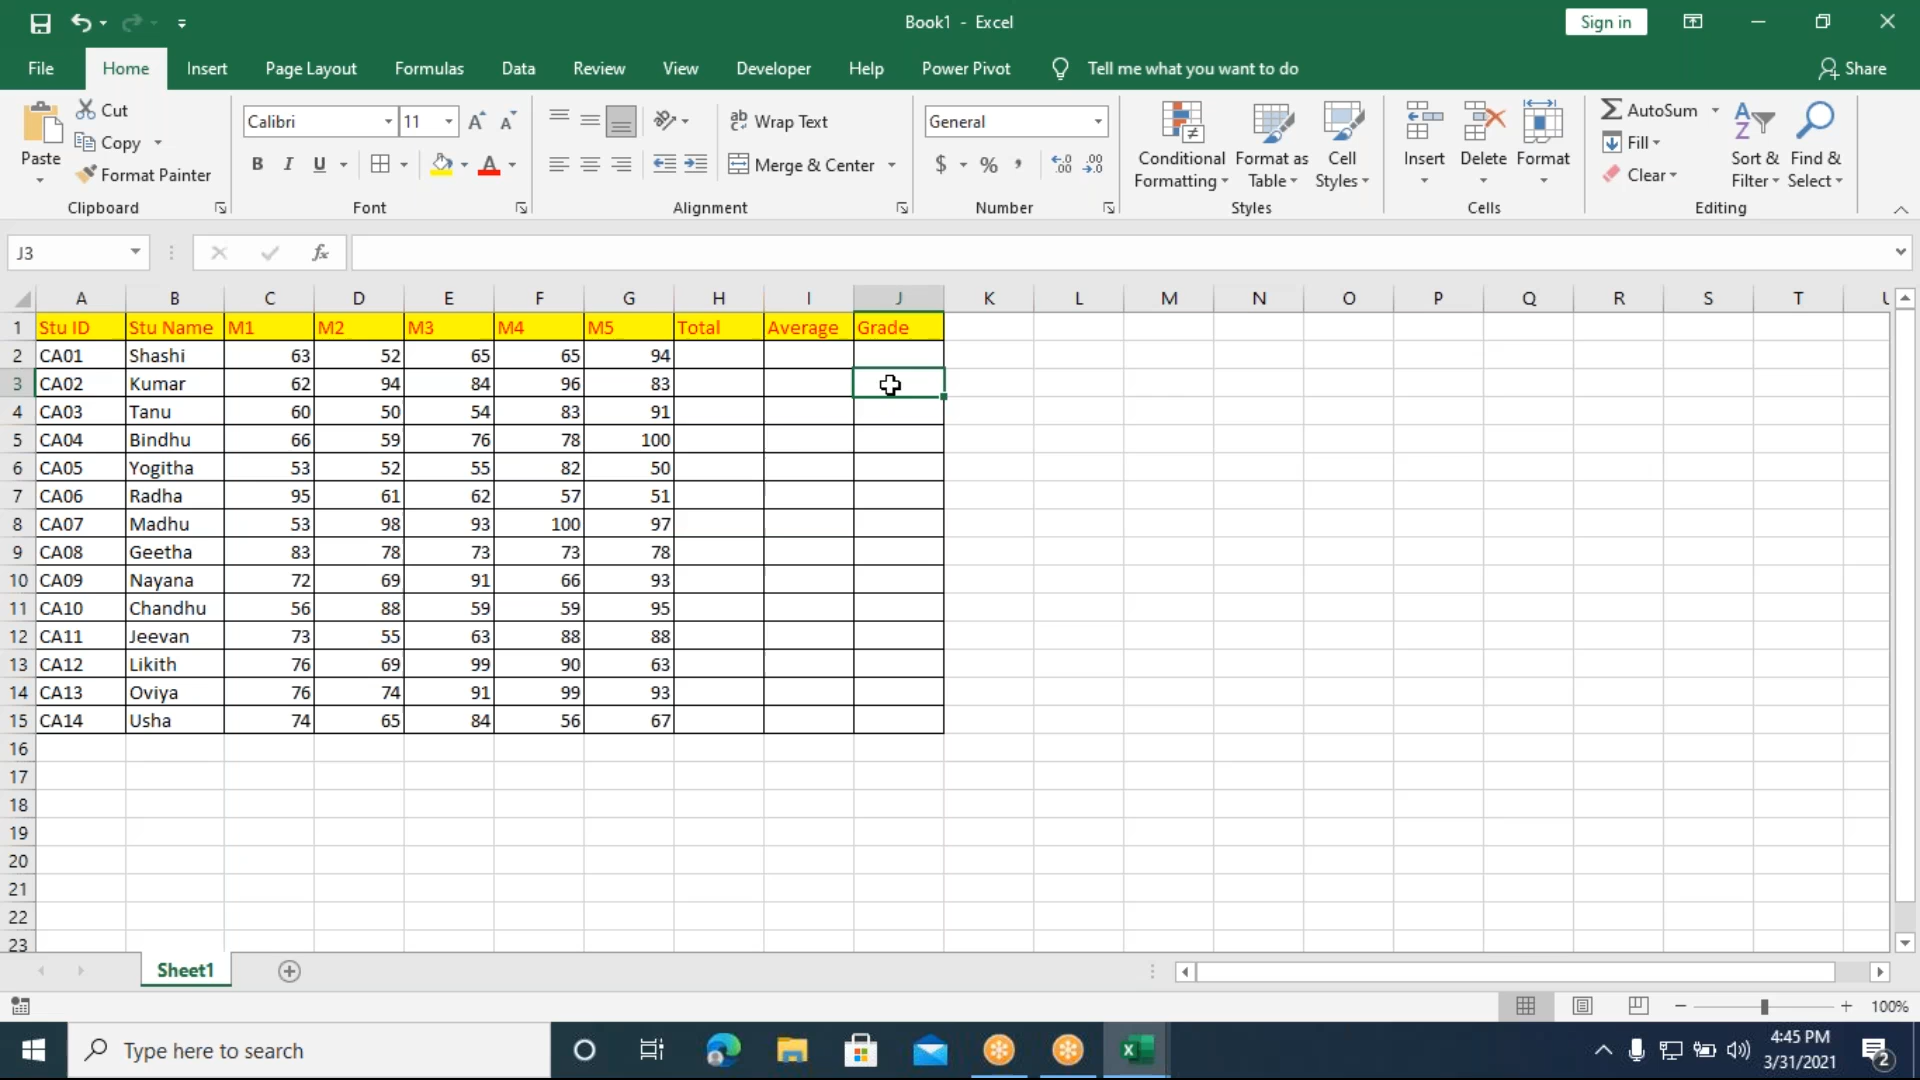 Book1 - Excel
Sign in
File Home Insert Page Layout Formulas Data Review View Developer Help Power Pivot Tell me what you want to do Share
Paste
Cut
Copy
Format Painter
Clipboard
Calibri 11
B I U
Font
Wrap Text
Merge & Center
Alignment
General
$ % ,
Number
Conditional Formatting
Format as Table
Cell Styles
Styles
Insert Delete Format
Cells
AutoSum
Fill
Clear
Sort & Filter
Find & Select
Editing
J3 fx
A B C D E F G H I J K L M N O P Q R S T
1 Stu ID Stu Name M1 M2 M3 M4 M5 Total Average Grade
2 CA01 Shashi 63 52 65 65 94
3 CA02 Kumar 62 94 84 96 83
4 CA03 Tanu 60 50 54 83 91
5 CA04 Bindhu 66 59 76 78 100
6 CA05 Yogitha 53 52 55 82 50
7 CA06 Radha 95 61 62 57 51
8 CA07 Madhu 53 98 93 100 97
9 CA08 Geetha 83 78 73 73 78
10 CA09 Nayana 72 69 91 66 93
11 CA10 Chandhu 56 88 59 59 95
12 CA11 Jeevan 73 55 63 88 88
13 CA12 Likith 76 69 99 90 63
14 CA13 Oviya 76 74 91 99 93
15 CA14 Usha 74 65 84 56 67
16
17
18
19
20
21
22
23
Sheet1
100%
Type here to search
4:45 PM
3/31/2021
2